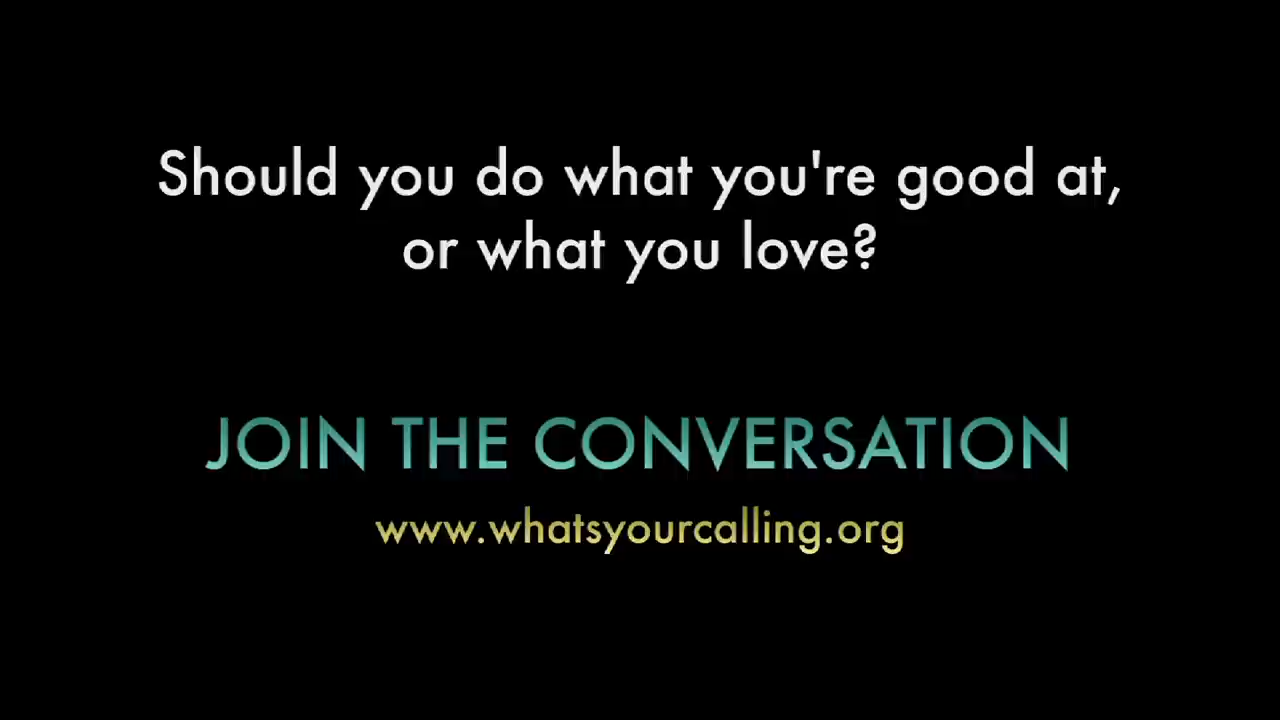 Should you do what you're good at,
or what you love?
JOIN THE CONVERSATION
www.whatsyourcalling.org